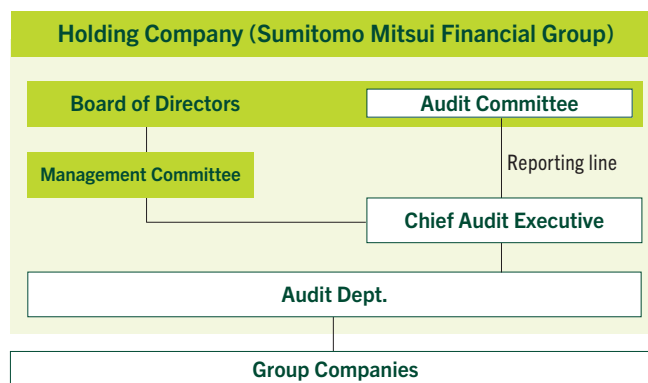 Holding Company (Sumitomo Mitsui Financial Group)
Board of Directors
Audit Committee
Management Committee
Reporting line
Chief Audit Executive
Audit Dept.
Group Companies